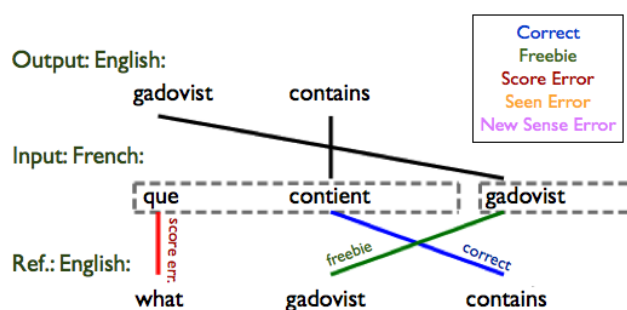 Correct
Freebie
Score Error
Seen Error
New Sense Error
Output: English:
gadovist contains
Input: French:
que contient gadovist
score err.
freebie
correct
Ref.: English:
what gadovist contains